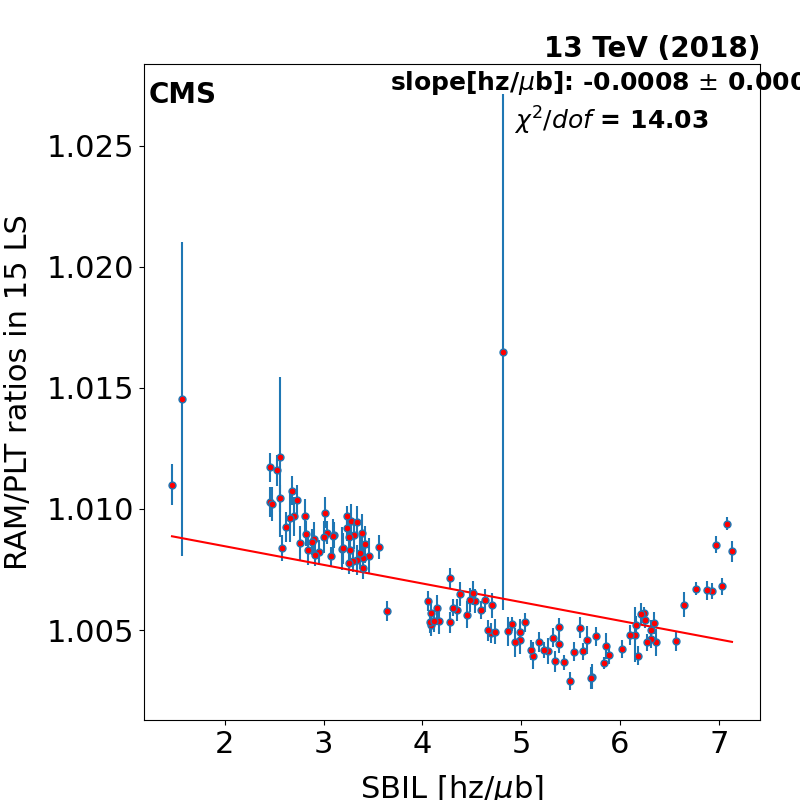 13 TeV (2018)
CMS
slope[hz/μb]: -0.0008 ± 0.000
χ²/dof = 14.03
RAM/PLT ratios in 15 LS
1.025
1.020
1.015
1.010
1.005
2 3 4 5 6 7
SBIL [hz/μb]